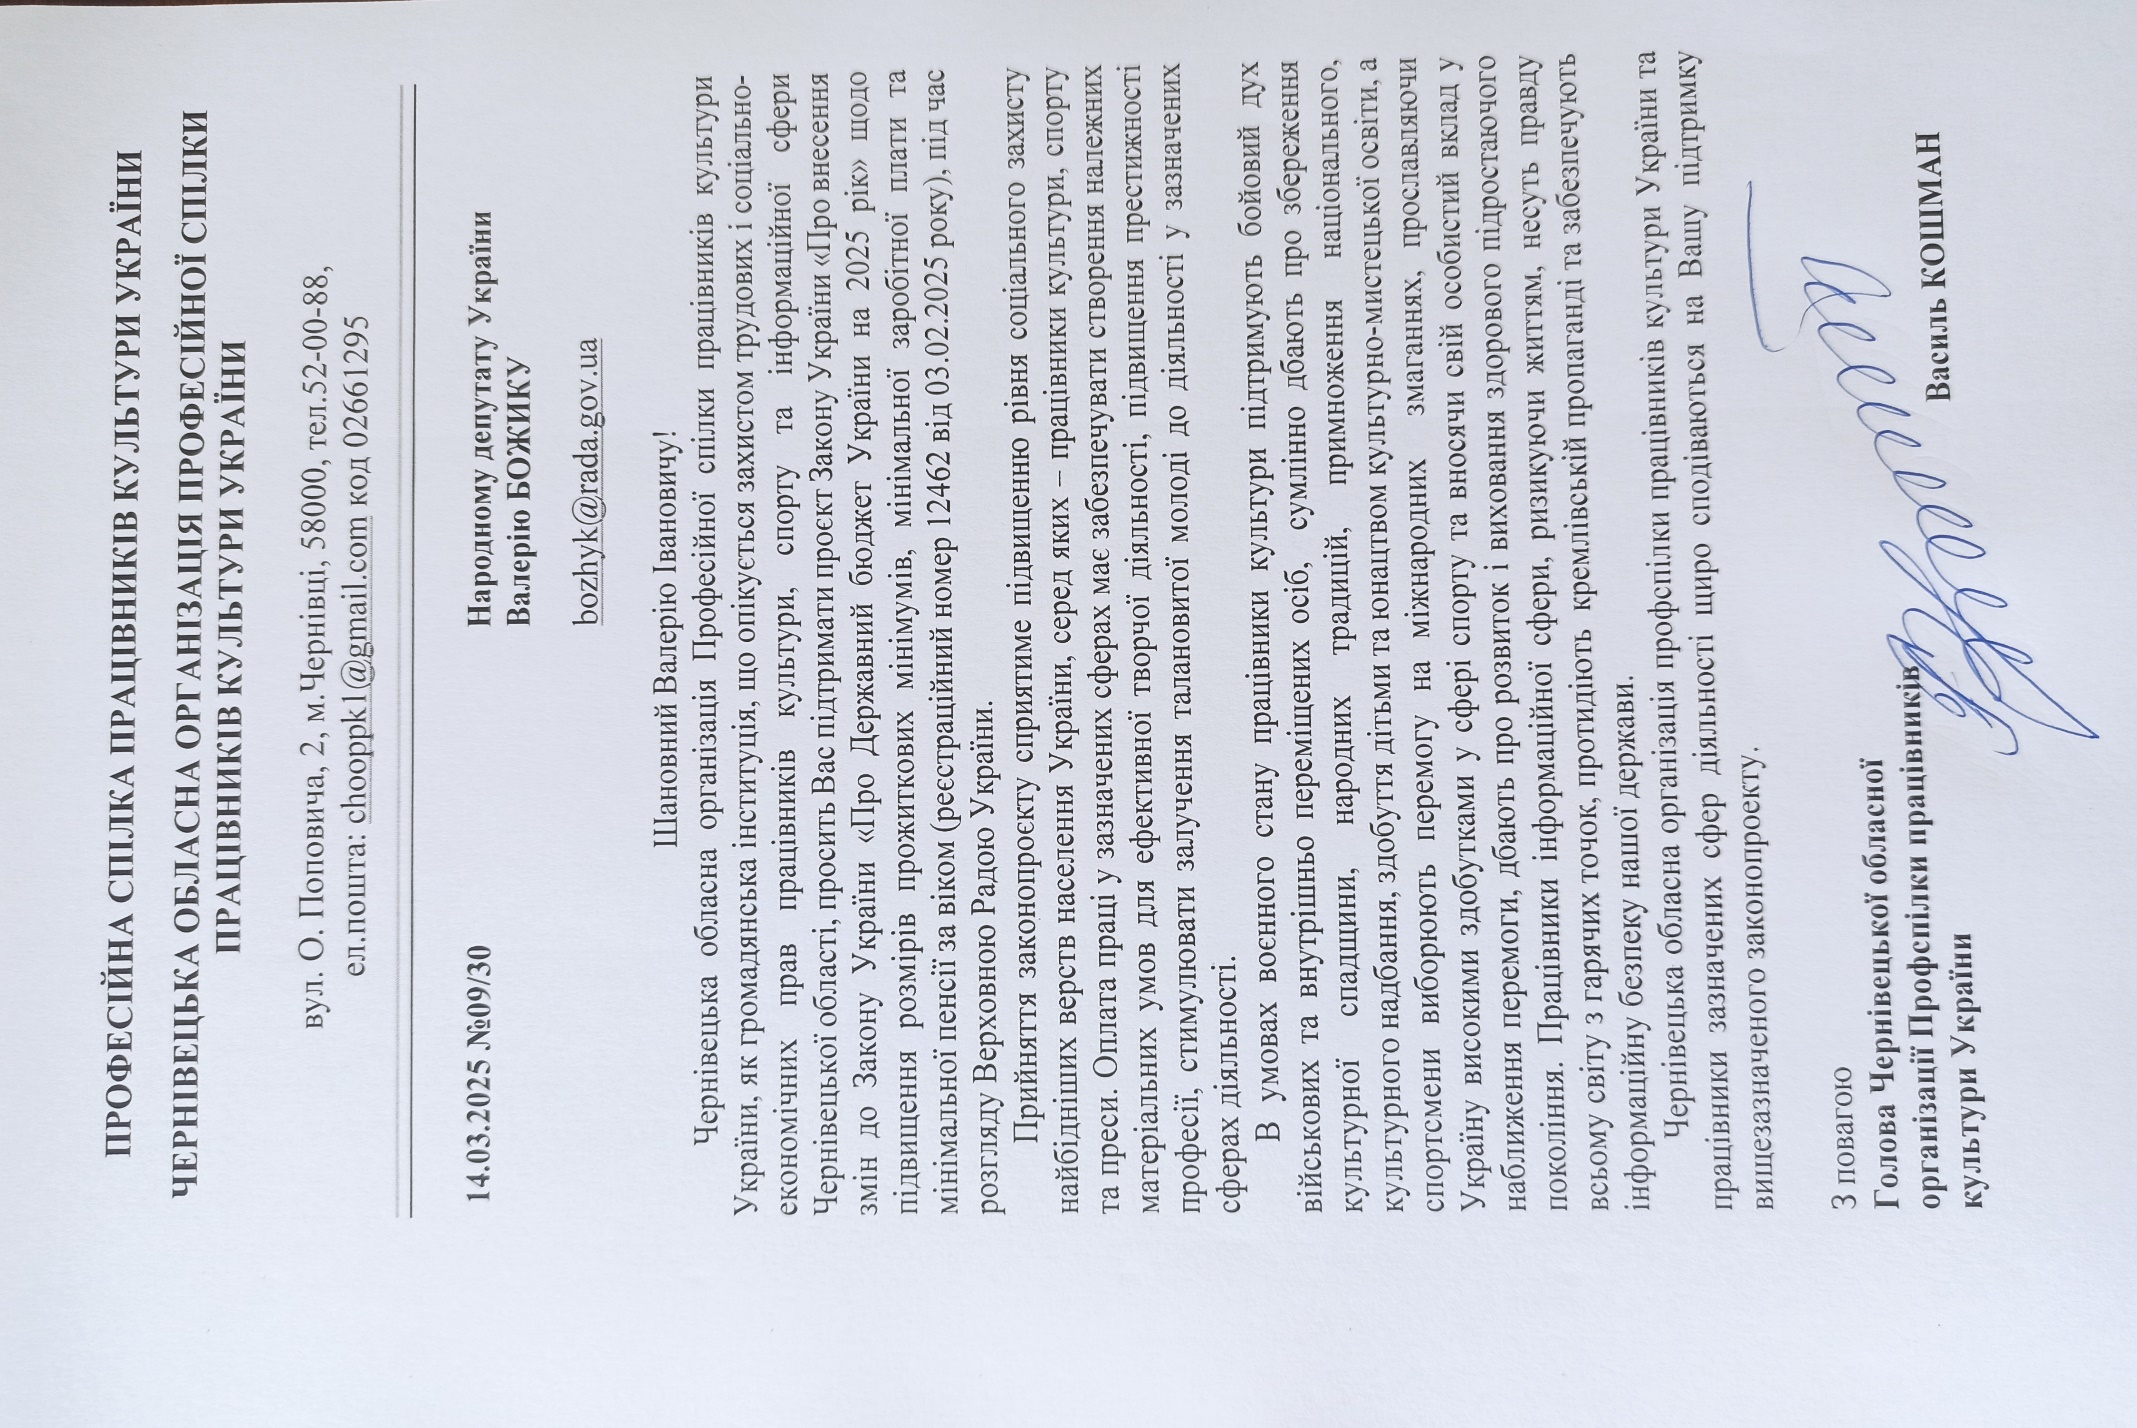 ПРОФЕСІЙНА СПІЛКА ПРАЦІВНИКІВ КУЛЬТУРИ УКРАЇНИ
ЧЕРНІВЕЦЬКА ОБЛАСНА ОРГАНІЗАЦІЯ ПРОФЕСІЙНОЇ СПІЛКИ
ПРАЦІВНИКІВ КУЛЬТУРИ УКРАЇНИ
вул. О. Поповича, 2, м.Чернівці, 58000, тел.52-00-88,
ел.пошта: chooppk1@gmail.com код 02661295
14.03.2025 №09/30
Народному депутату України
Валерію БОЖИКУ
bozhyk@rada.gov.ua
Шановний Валерію Івановичу!
Чернівецька обласна організація Професійної спілки працівників культури
України, як громадянська інституція, що опікується захистом трудових і соціально-
економічних прав працівників культури, спорту та інформаційної сфери
Чернівецької області, просить Вас підтримати проєкт Закону України «Про внесення
змін до Закону України «Про Державний бюджет України на 2025 рік» щодо
підвищення розмірів прожиткових мінімумів, мінімальної заробітної плати та
мінімальної пенсії за віком (реєстраційний номер 12462 від 03.02.2025 року), під час
розгляду Верховною Радою України.
Прийняття законопроєкту сприятиме підвищенню рівня соціального захисту
найбідніших верств населення України, серед яких – працівники культури, спорту
та преси. Оплата праці у зазначених сферах має забезпечувати створення належних
матеріальних умов для ефективної творчої діяльності, підвищення престижності
професії, стимулювати залучення талановитої молоді до діяльності у зазначених
сферах діяльності.
В умовах воєнного стану працівники культури підтримують бойовий дух
військових та внутрішньо переміщених осіб, сумлінно дбають про збереження
культурної спадщини, народних традицій, примноження національного,
культурного надбання, здобуття дітьми та юнацтвом культурно-мистецької освіти, а
спортсмени виборюють перемогу на міжнародних змаганнях, прославляючи
Україну високими здобутками у сфері спорту та вносячи свій особистий вклад у
наближення перемоги, дбають про розвиток і виховання здорового підростаючого
покоління. Працівники інформаційної сфери, ризикуючи життям, несуть правду
всьому світу з гарячих точок, протидіють кремлівській пропаганді та забезпечують
інформаційну безпеку нашої держави.
Чернівецька обласна організація профспілки працівників культури України та
працівники зазначених сфер діяльності щиро сподіваються на Вашу підтримку
вищезазначеного законопроекту.
З повагою
Голова Чернівецької обласної
організації Профспілки працівників
культури України
Василь КОШМАН